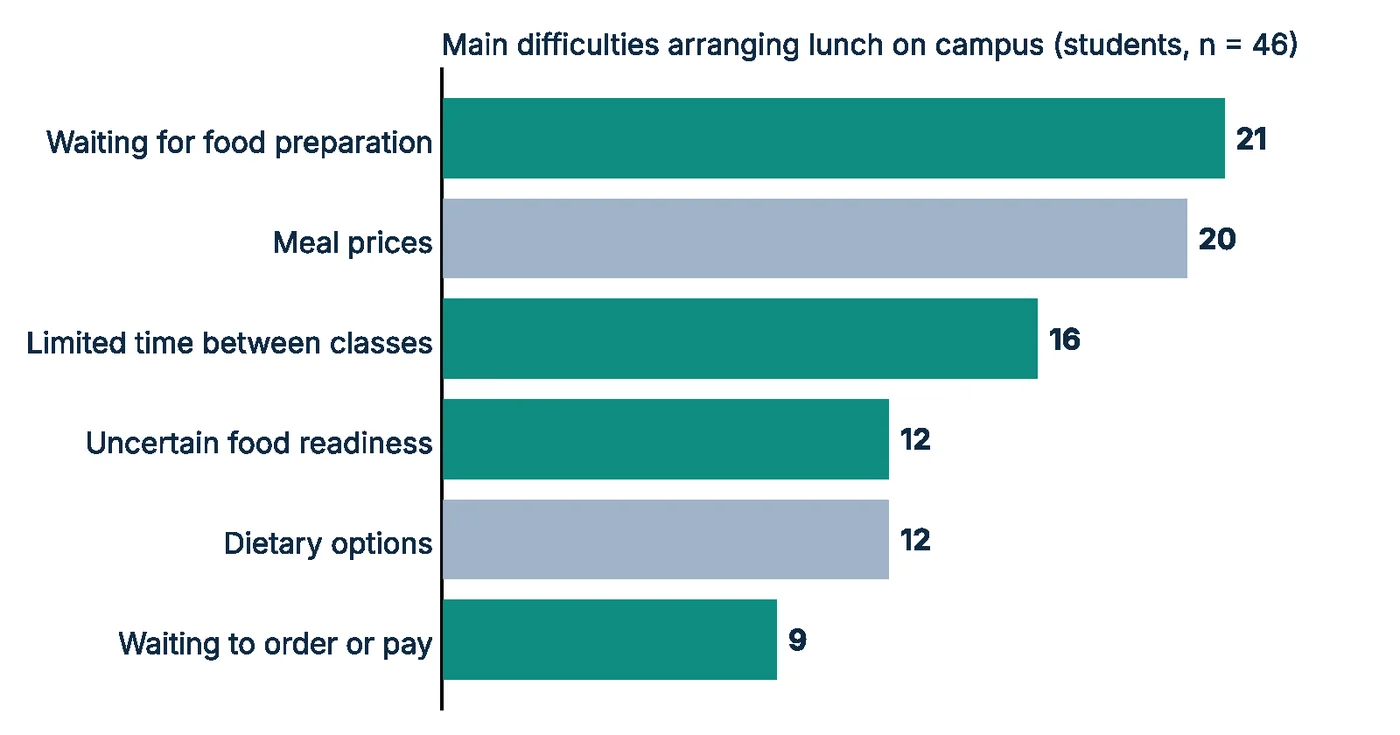 Main difficulties arranging lunch on campus (students, n = 46)
Waiting for food preparation 21
Meal prices 20
Limited time between classes 16
Uncertain food readiness 12
Dietary options 12
Waiting to order or pay 9